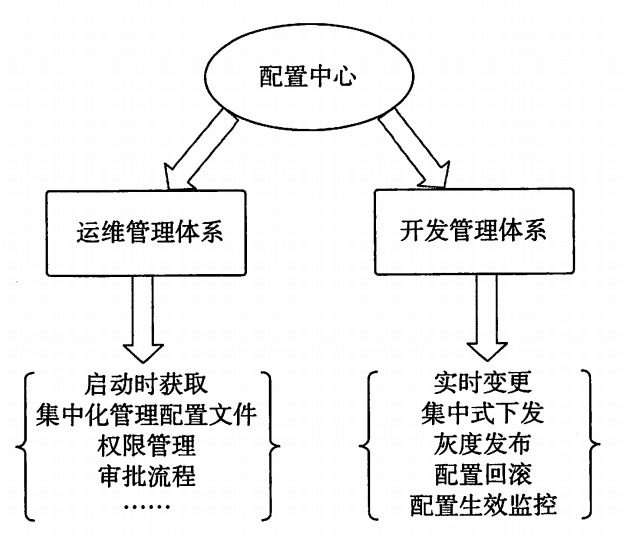 配置中心
运维管理体系
开发管理体系
启动时获取
集中化管理配置文件
权限管理
审批流程
……
实时变更
集中式下发
灰度发布
配置回滚
配置生效监控